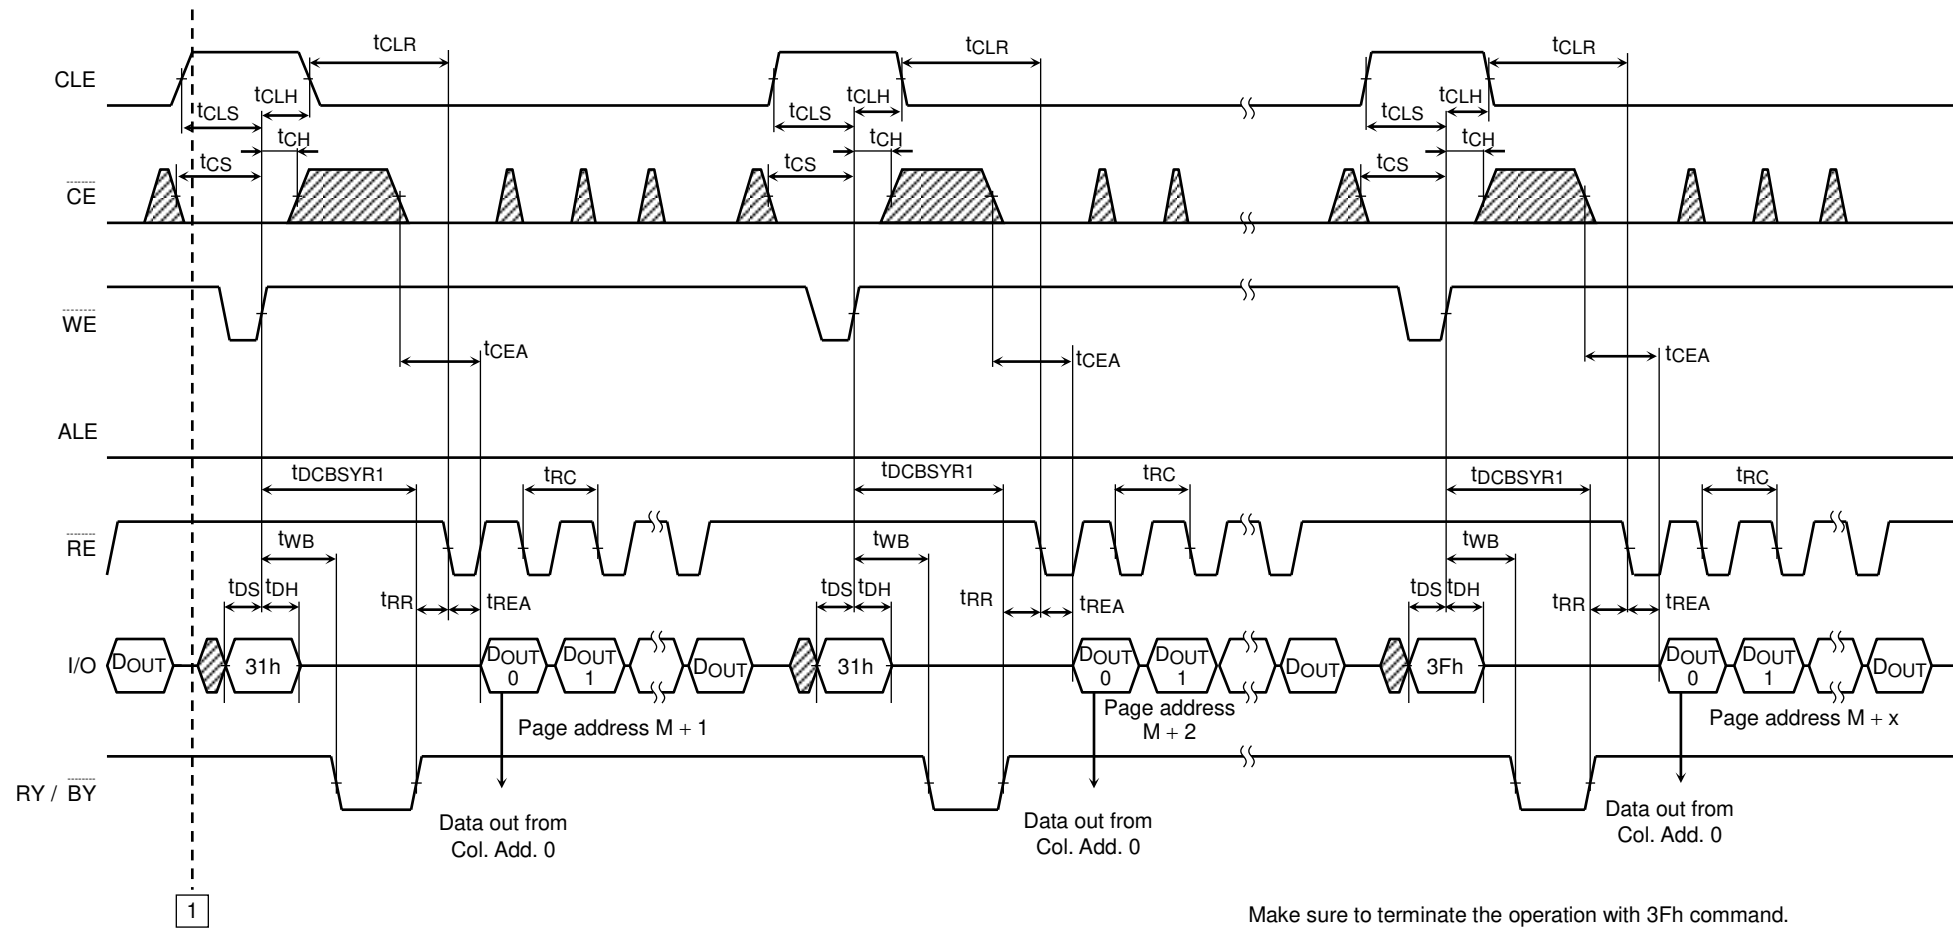 tCLR tCLR tCLR
CLE
tCLH tCLH tCLH
tCLS tCLS tCLS
tCH tCH tCH
tCS tCS tCS
CE
WE
tCEA tCEA tCEA
ALE
tDCBSYR1 tRC tDCBSYR1 tRC tDCBSYR1 tRC
RE
tWB tWB tWB
tDS tDH tDS tDH tDS tDH
tRR tREA tRR tREA tRR tREA
I/O DOUT 31h DOUT 0 DOUT 1 DOUT 31h DOUT 0 DOUT 1 DOUT 3Fh DOUT 0 DOUT 1 DOUT
Page address M + 1
Page address
M + 2
Page address M + x
RY / BY
Data out from
Col. Add. 0
Data out from
Col. Add. 0
Data out from
Col. Add. 0
1
Make sure to terminate the operation with 3Fh command.